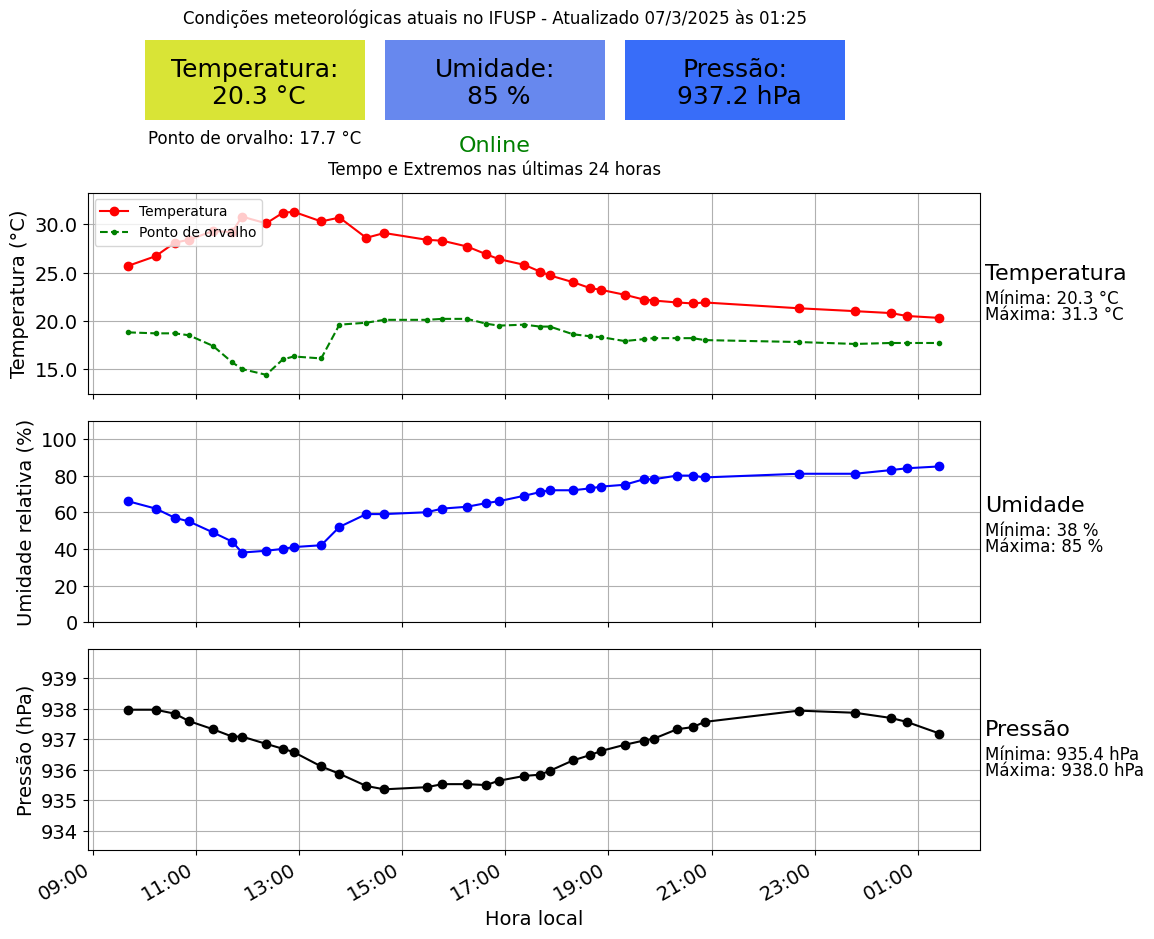 Condições meteorológicas atuais no IFUSP - Atualizado 07/3/2025 às 01:25
Temperatura:
20.3 °C
Umidade:
85 %
Pressão:
937.2 hPa
Ponto de orvalho: 17.7 °C
Online
Tempo e Extremos nas últimas 24 horas
Temperatura (°C)
30.0
25.0
20.0
15.0
Temperatura
Ponto de orvalho
Temperatura
Mínima: 20.3 °C
Máxima: 31.3 °C
Umidade relativa (%)
100
80
60
40
20
0
Umidade
Mínima: 38 %
Máxima: 85 %
Pressão (hPa)
939
938
937
936
935
934
Pressão
Mínima: 935.4 hPa
Máxima: 938.0 hPa
09:00 11:00 13:00 15:00 17:00 19:00 21:00 23:00 01:00
Hora local